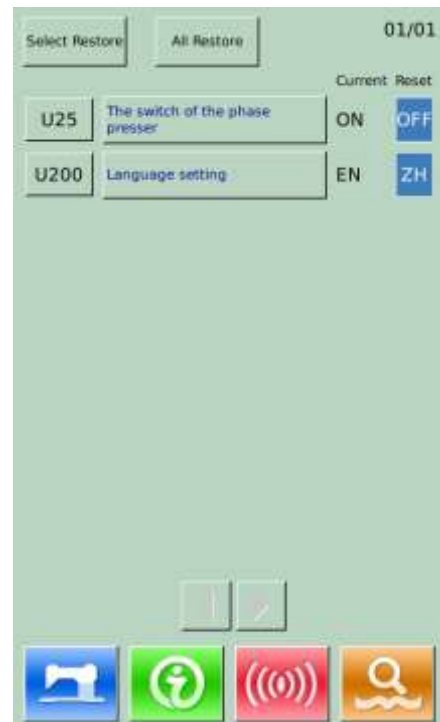 Select Restore All Restore 01/01
Current Reset
U25 The switch of the phase presser ON OFF
U200 Language setting EN ZH